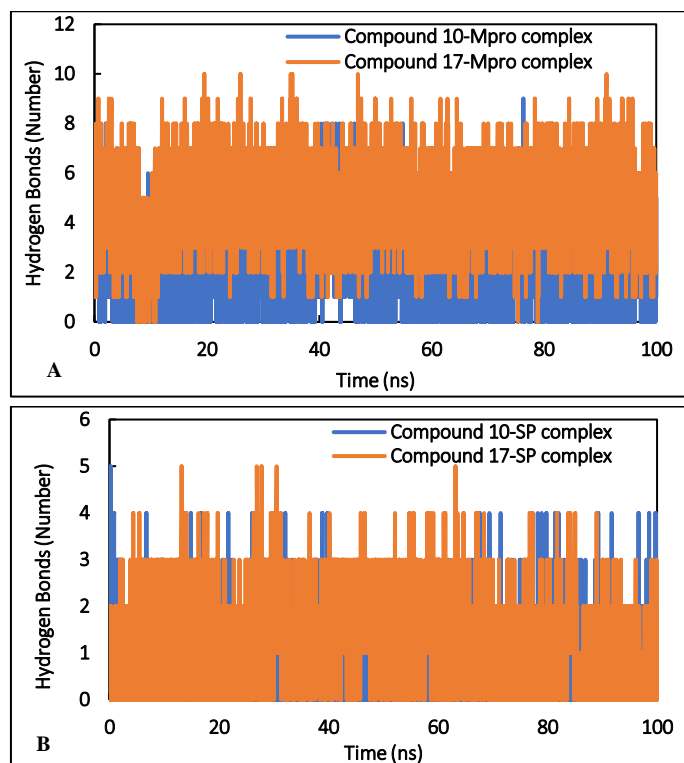 Compound 10-Mpro complex
Compound 17-Mpro complex
12
10
8
6
4
2
0
Hydrogen Bonds (Number)
0 20 40 60 80 100
Time (ns)
A
Compound 10-SP complex
Compound 17-SP complex
6
5
4
3
2
1
0
Hydrogen Bonds (Number)
0 20 40 60 80 100
Time (ns)
B